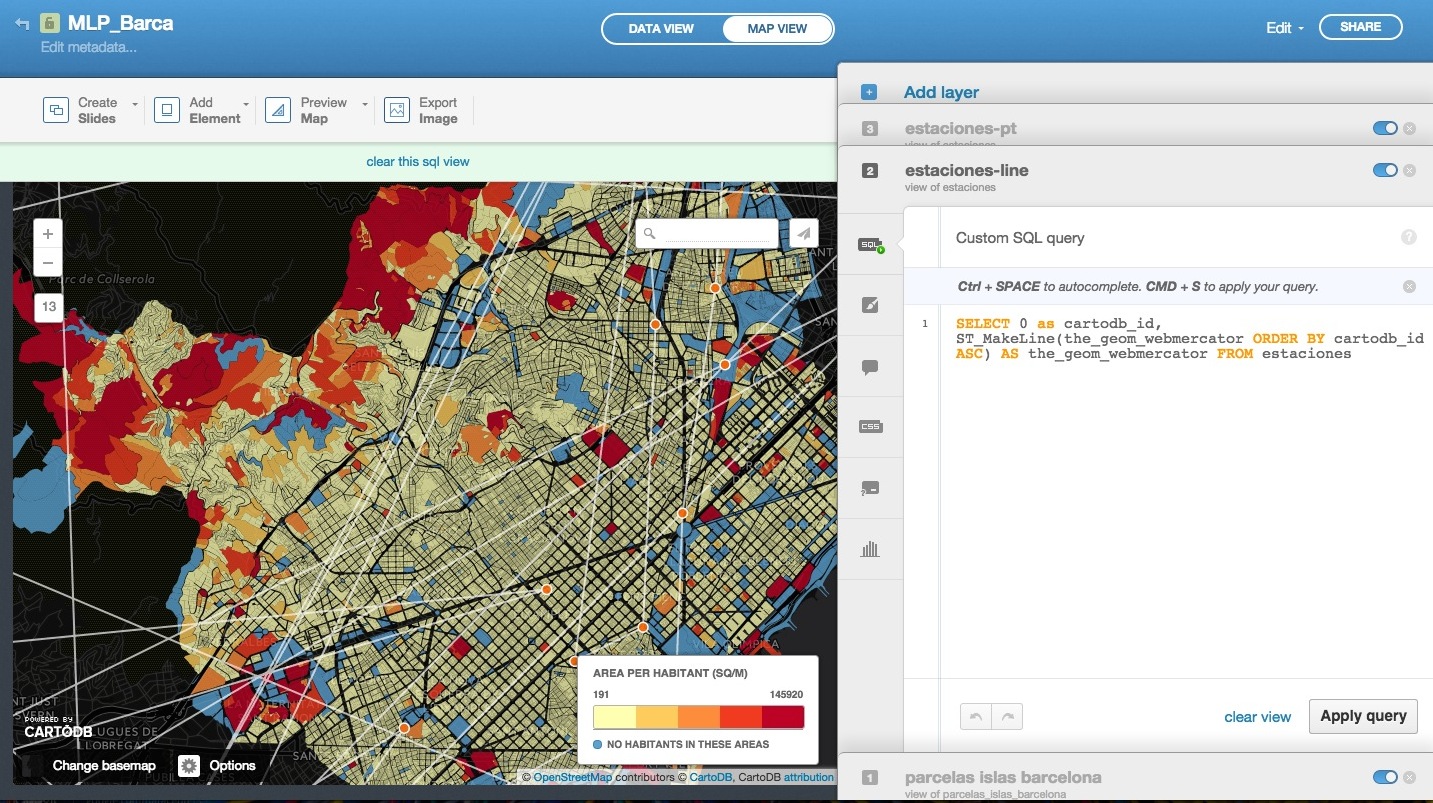 MLP_Barca
Edit metadata...
DATA VIEW
MAP VIEW
Edit
SHARE
Create
Slides
Add
Element
Preview
Map
Export
Image
clear this sql view
+
−
13
Parc de Collserola
SANT
SAN
POWERED BY
CARTODB
LUGUES DE
LLOBREGAT
Change basemap
Options
AREA PER HABITANT (SQ/M)
191
145920
NO HABITANTS IN THESE AREAS
© OpenStreetMap contributors © CartoDB, CartoDB attribution
Add layer
3
estaciones-pt
view of estaciones
2
estaciones-line
view of estaciones
SQL
CSS
Custom SQL query
?
Ctrl + SPACE to autocomplete. CMD + S to apply your query.
1
SELECT 0 as cartodb_id,
ST_MakeLine(the_geom_webmercator ORDER BY cartodb_id
ASC) AS the_geom_webmercator FROM estaciones
clear view
Apply query
1
parcelas islas barcelona
view of parcelas_islas_barcelona